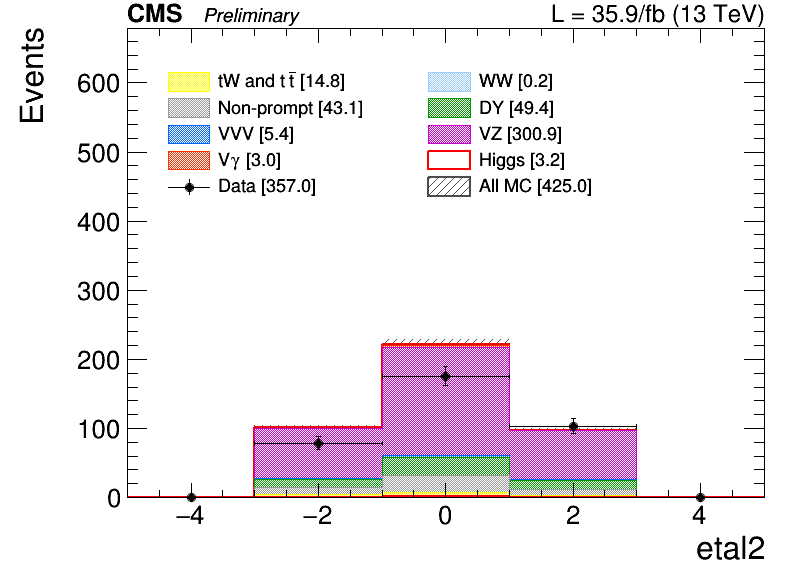 CMS Preliminary L = 35.9/fb (13 TeV)
Events
600
500
400
300
200
100
0
tW and t t̅ [14.8]
Non-prompt [43.1]
VVV [5.4]
Vγ [3.0]
Data [357.0]
WW [0.2]
DY [49.4]
VZ [300.9]
Higgs [3.2]
All MC [425.0]
−4 −2 0 2 4
etal2